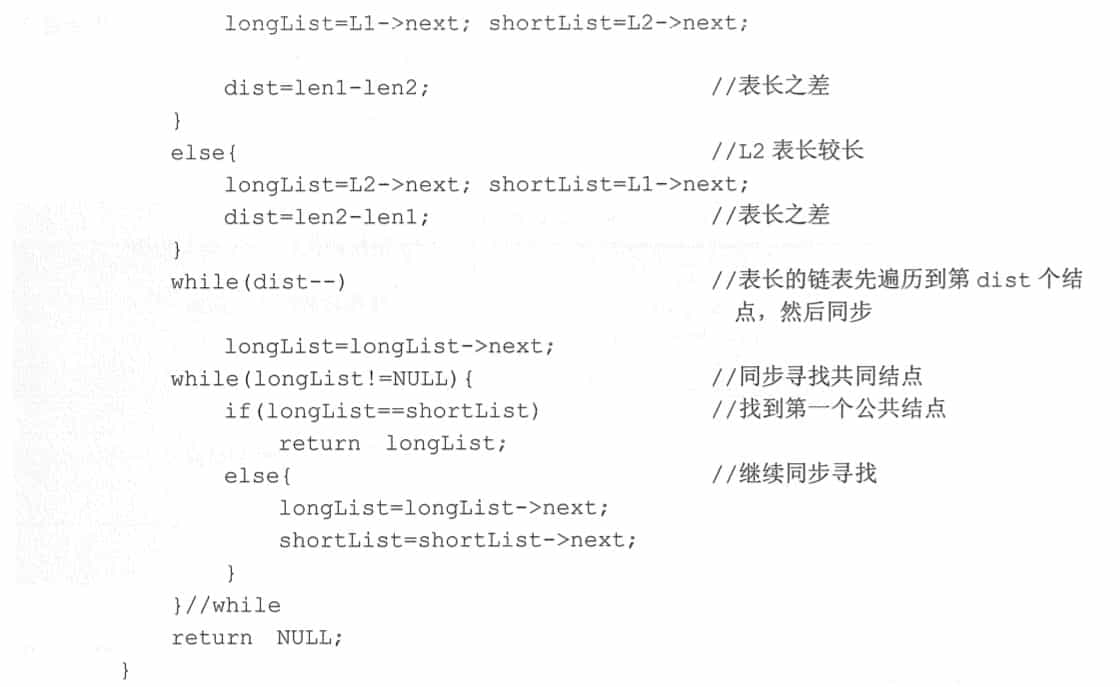 longList=L1->next; shortList=L2->next;
dist=len1-len2; //表长之差
}
else{ //L2 表长较长
longList=L2->next; shortList=L1->next;
dist=len2-len1; //表长之差
}
while(dist--) //表长的链表先遍历到第 dist 个结
点，然后同步
longList=longList->next;
while(longList!=NULL){ //同步寻找共同结点
if(longList==shortList) //找到第一个公共结点
return longList;
else{ //继续同步寻找
longList=longList->next;
shortList=shortList->next;
}
}//while
return NULL;
}